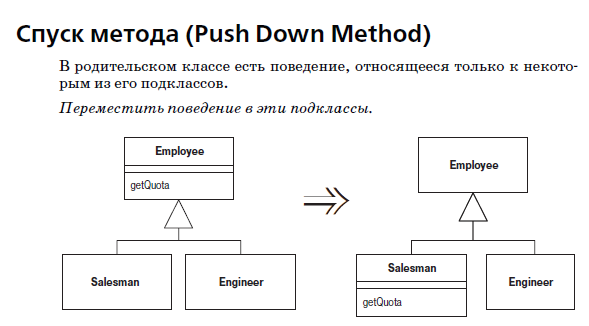 Спуск метода (Push Down Method)
В родительском классе есть поведение, относящееся только к некото-
рым из его подклассов.
Переместить поведение в эти подклассы.
Employee
getQuota
Salesman
Engineer
Employee
Salesman
getQuota
Engineer